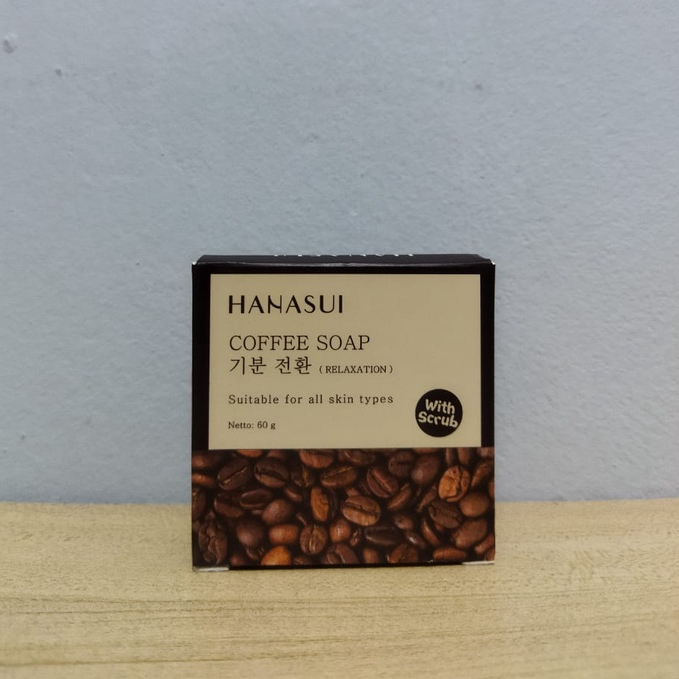 HANASUI
COFFEE SOAP
기분 전환 ( RELAXATION )
Suitable for all skin types
With
Scrub
Netto: 60 g